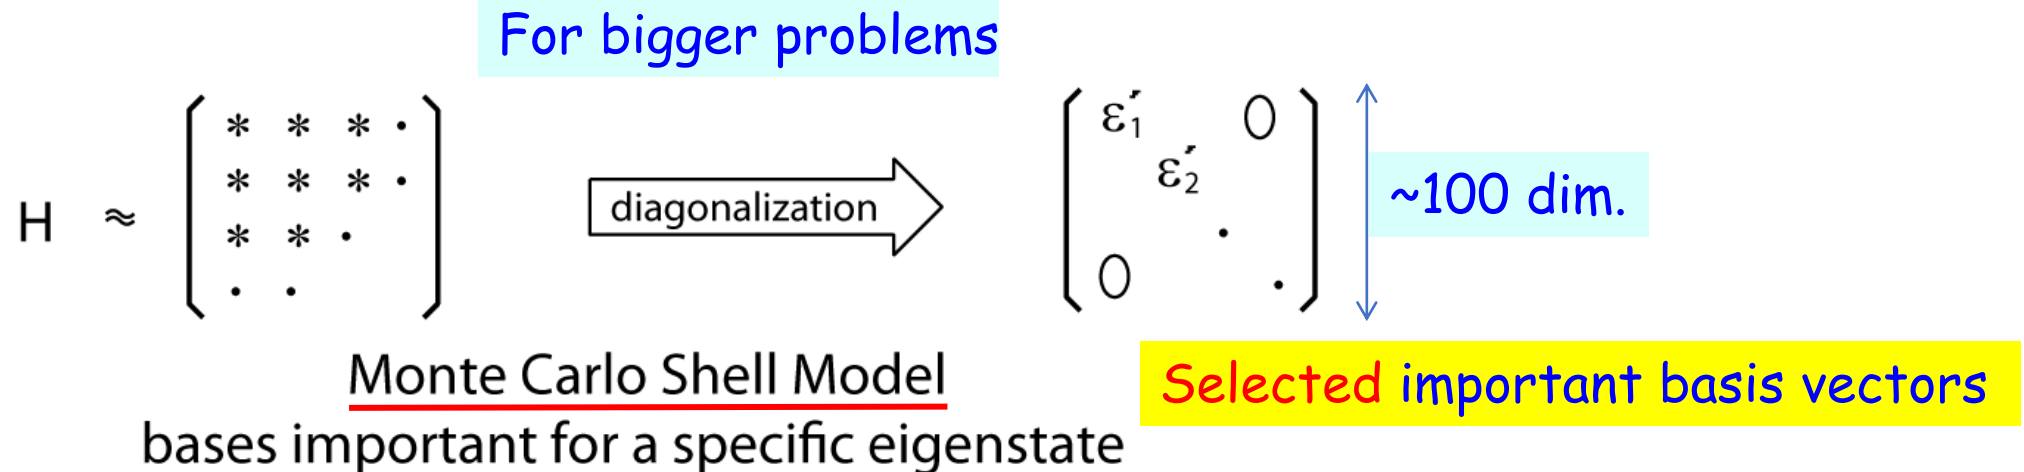 For bigger problems
H ≈
* * * ·
* * * ·
* * ·
· ·
diagonalization
ε′1 0
ε′2
·
0 ·
~100 dim.
Monte Carlo Shell Model
Selected important basis vectors
bases important for a specific eigenstate